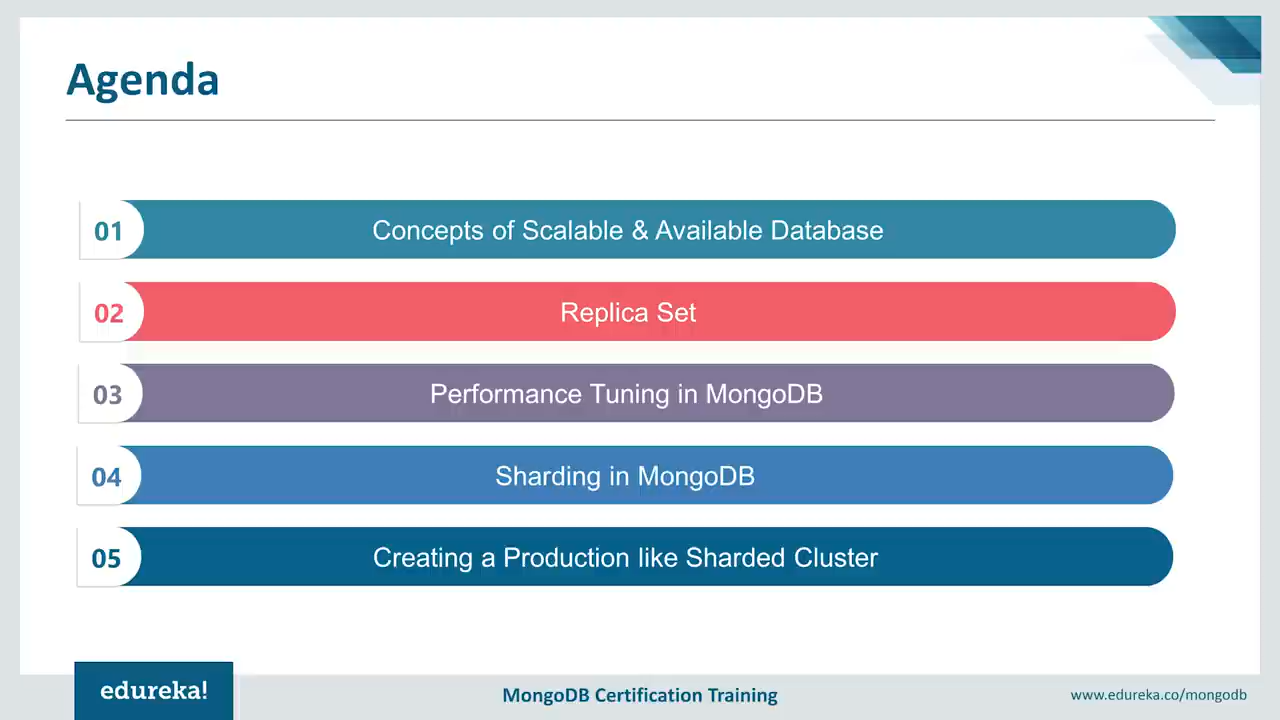 Agenda
01 Concepts of Scalable & Available Database
02 Replica Set
03 Performance Tuning in MongoDB
04 Sharding in MongoDB
05 Creating a Production like Sharded Cluster
edureka!
MongoDB Certification Training
www.edureka.co/mongodb